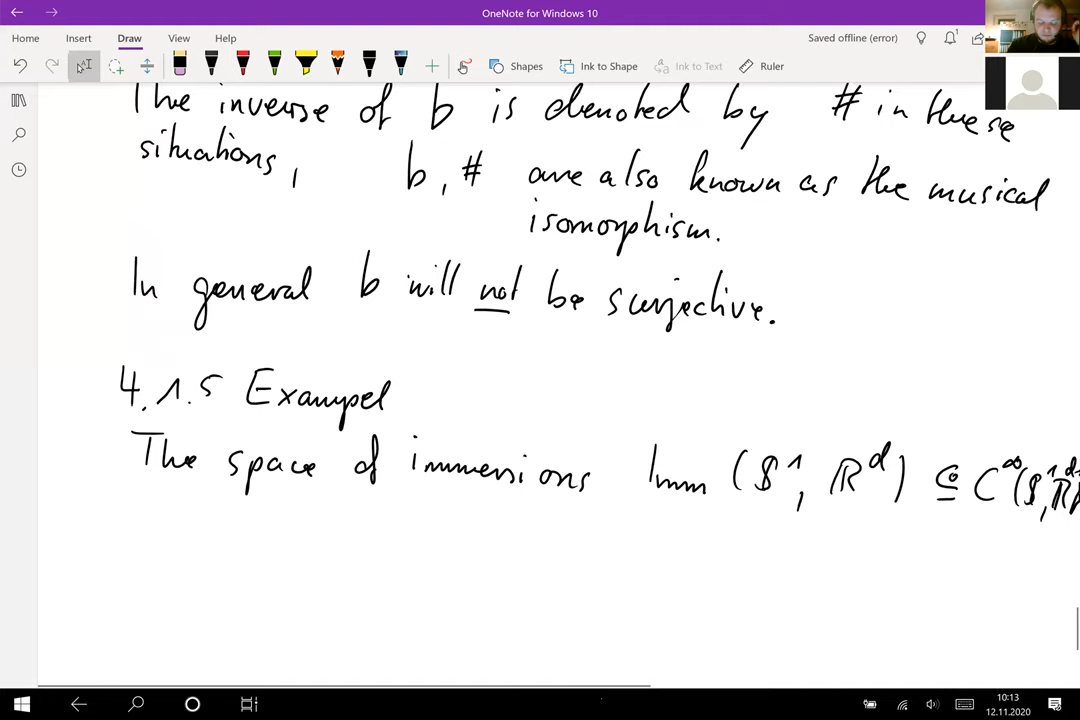 OneNote for Windows 10
Home Insert Draw View Help
Saved offline (error)
Shapes Ink to Shape Ink to Text Ruler
The inverse of b is denoted by # in these
situations, b, # are also known as the musical
isomorphism.
In general b will not be surjective.
4.1.5 Exampel
The space of immersions Imm (S¹, ℝᵈ) ⊆ C∞(S¹, ℝᵈ)
10:13
12.11.2020